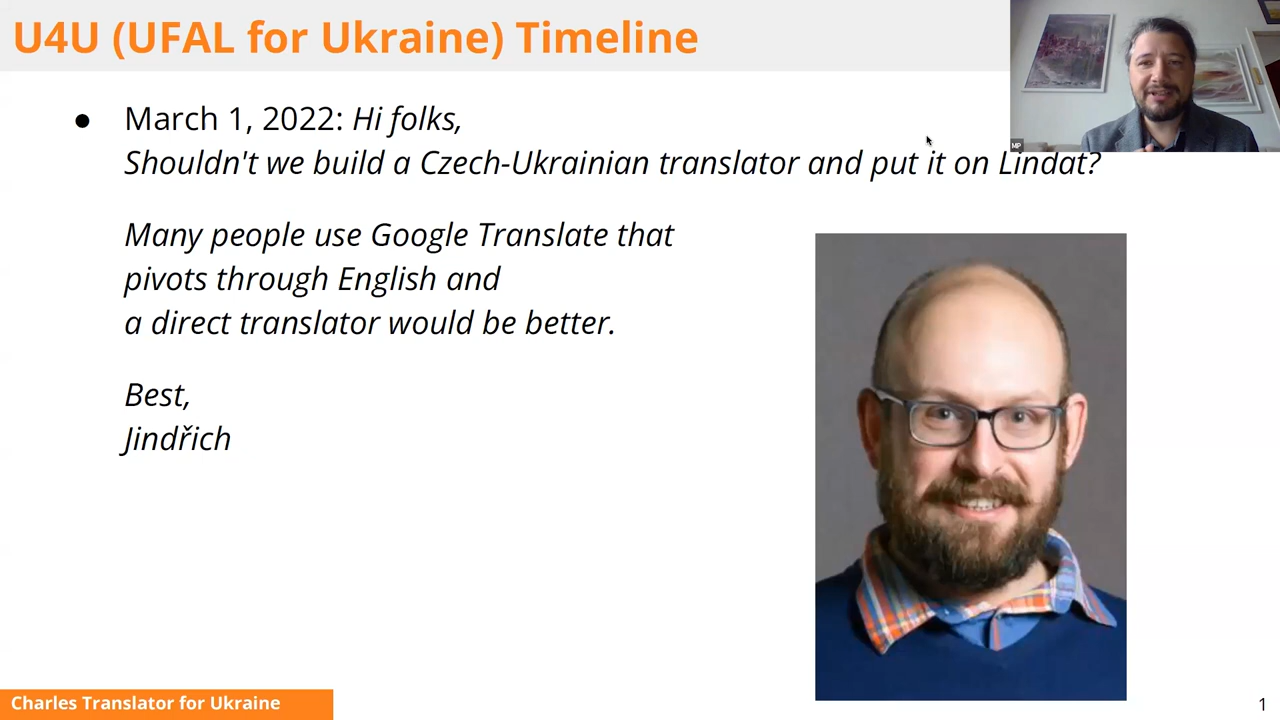 U4U (UFAL for Ukraine) Timeline
● March 1, 2022: Hi folks,
Shouldn't we build a Czech-Ukrainian translator and put it on Lindat?
Many people use Google Translate that
pivots through English and
a direct translator would be better.
Best,
Jindřich
MP
Charles Translator for Ukraine
1